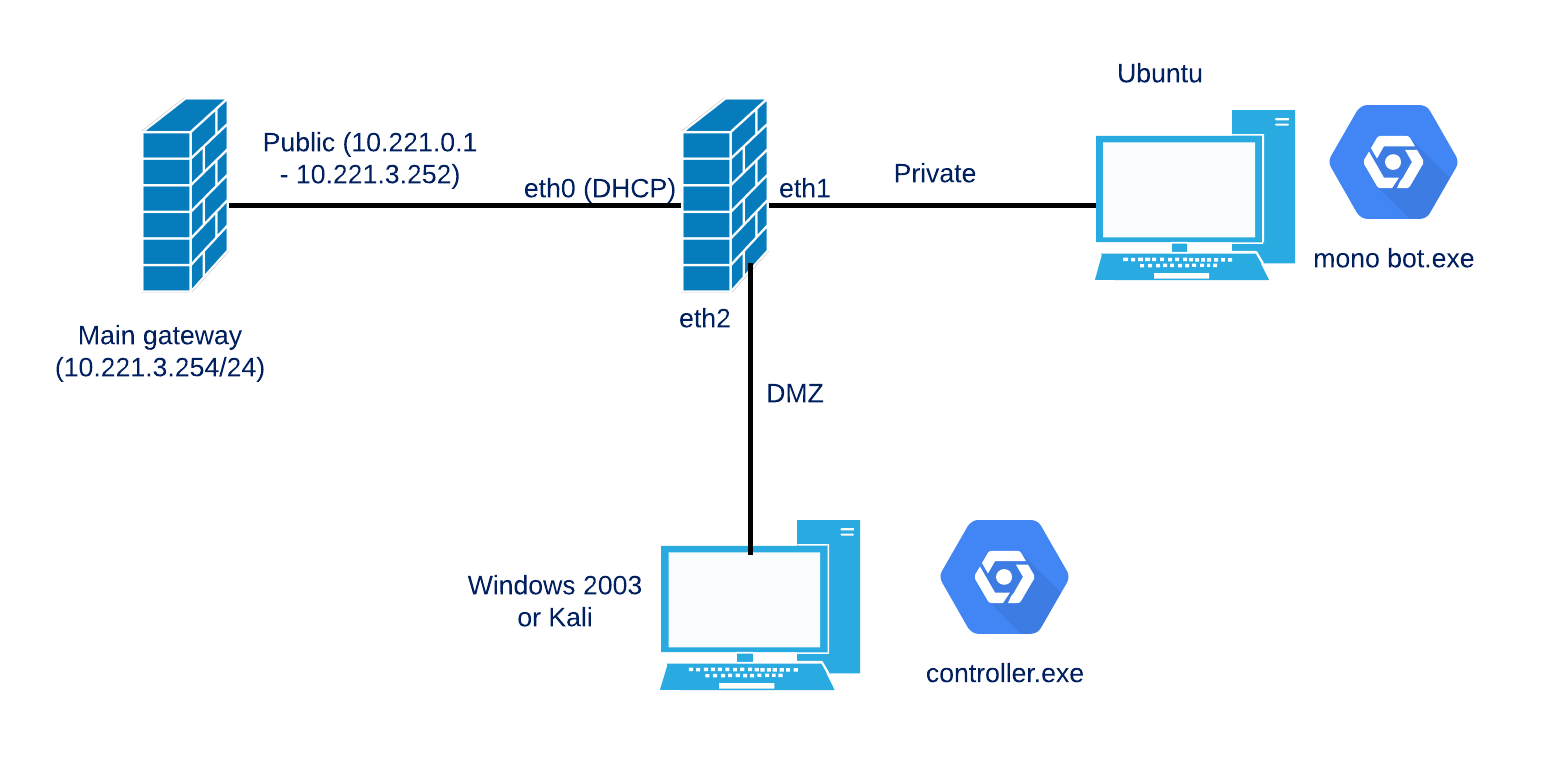 Ubuntu
Public (10.221.0.1
- 10.221.3.252)
eth0 (DHCP)
eth1
Private
mono bot.exe
Main gateway
(10.221.3.254/24)
eth2
DMZ
Windows 2003
or Kali
controller.exe